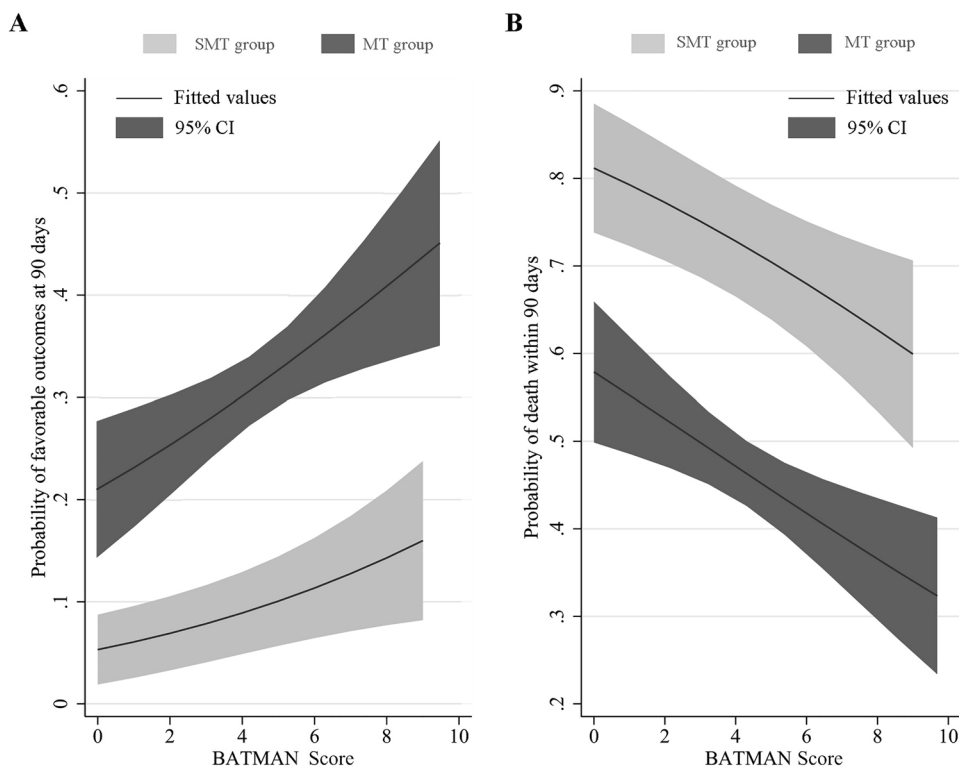 A
SMT group
MT group
Fitted values
95% CI
Probability of favorable outcomes at 90 days
.6
.5
.4
.3
.2
.1
0
0 2 4 6 8 10
BATMAN Score
B
SMT group
MT group
Fitted values
95% CI
Probability of death within 90 days
.9
.8
.7
.6
.5
.4
.3
.2
0 2 4 6 8 10
BATMAN Score